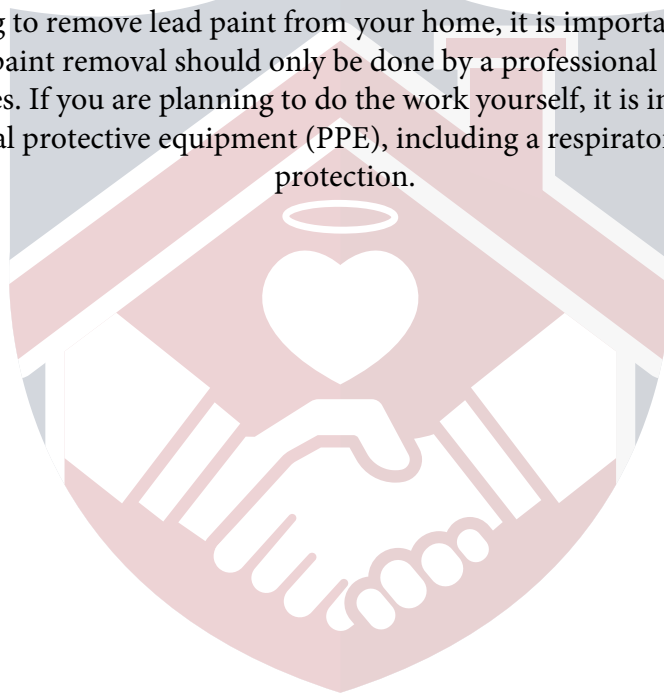 to remove lead paint from your home, it is importa
paint removal should only be done by a professional
es. If you are planning to do the work yourself, it is i
al protective equipment (PPE), including a respirator
protection.